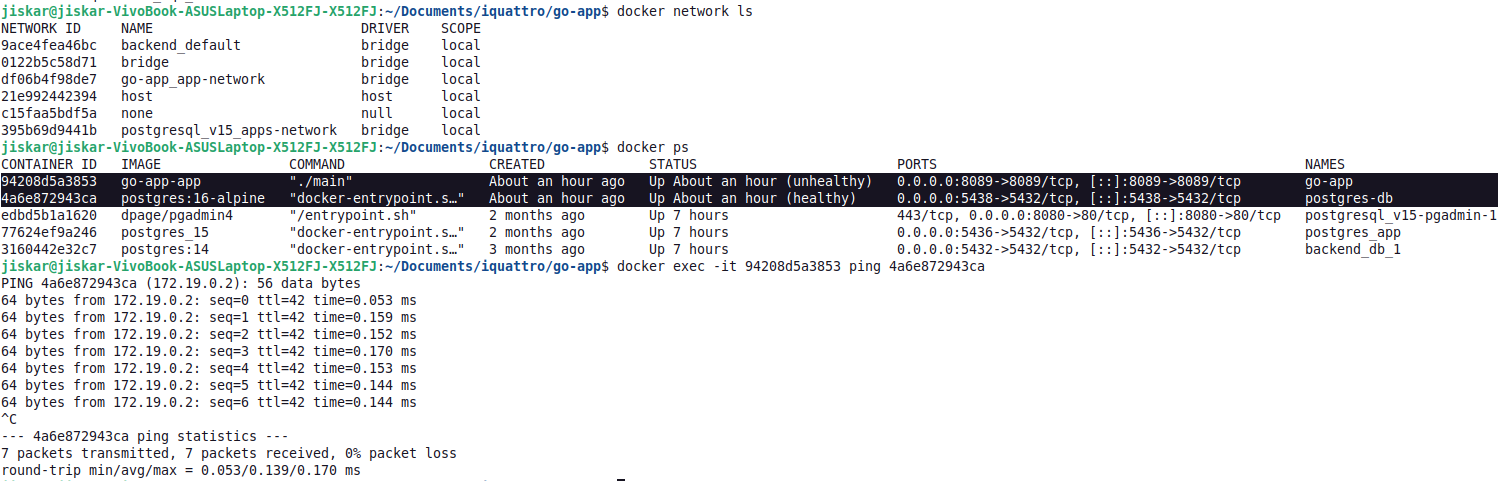 jiskar@jiskar-VivoBook-ASUSLaptop-X512FJ-X512FJ:~/Documents/iquattro/go-app$ docker network ls
NETWORK ID     NAME                          DRIVER    SCOPE
9ace4fea46bc   backend_default               bridge    local
0122b5c58d71   bridge                        bridge    local
df06b4f98de7   go-app_app-network            bridge    local
21e992442394   host                          host      local
c15faa5bdf5a   none                          null      local
395b69d9441b   postgresql_v15_apps-network   bridge    local
jiskar@jiskar-VivoBook-ASUSLaptop-X512FJ-X512FJ:~/Documents/iquattro/go-app$ docker ps
CONTAINER ID   IMAGE                COMMAND                  CREATED             STATUS                         PORTS                                              NAMES
94208d5a3853   go-app-app           "./main"                 About an hour ago   Up About an hour (unhealthy)   0.0.0.0:8089->8089/tcp, [::]:8089->8089/tcp        go-app
4a6e872943ca   postgres:16-alpine   "docker-entrypoint.s…"   About an hour ago   Up About an hour (healthy)     0.0.0.0:5438->5432/tcp, [::]:5438->5432/tcp        postgres-db
edbd5b1a1620   dpage/pgadmin4       "/entrypoint.sh"         2 months ago        Up 7 hours                     443/tcp, 0.0.0.0:8080->80/tcp, [::]:8080->80/tcp   postgresql_v15-pgadmin-1
77624ef9a246   postgres_15          "docker-entrypoint.s…"   2 months ago        Up 7 hours                     0.0.0.0:5436->5432/tcp, [::]:5436->5432/tcp        postgres_app
3160442e32c7   postgres:14          "docker-entrypoint.s…"   3 months ago        Up 7 hours                     0.0.0.0:5432->5432/tcp, [::]:5432->5432/tcp        backend_db_1
jiskar@jiskar-VivoBook-ASUSLaptop-X512FJ-X512FJ:~/Documents/iquattro/go-app$ docker exec -it 94208d5a3853 ping 4a6e872943ca
PING 4a6e872943ca (172.19.0.2): 56 data bytes
64 bytes from 172.19.0.2: seq=0 ttl=42 time=0.053 ms
64 bytes from 172.19.0.2: seq=1 ttl=42 time=0.159 ms
64 bytes from 172.19.0.2: seq=2 ttl=42 time=0.152 ms
64 bytes from 172.19.0.2: seq=3 ttl=42 time=0.170 ms
64 bytes from 172.19.0.2: seq=4 ttl=42 time=0.153 ms
64 bytes from 172.19.0.2: seq=5 ttl=42 time=0.144 ms
64 bytes from 172.19.0.2: seq=6 ttl=42 time=0.144 ms
^C
--- 4a6e872943ca ping statistics ---
7 packets transmitted, 7 packets received, 0% packet loss
round-trip min/avg/max = 0.053/0.139/0.170 ms